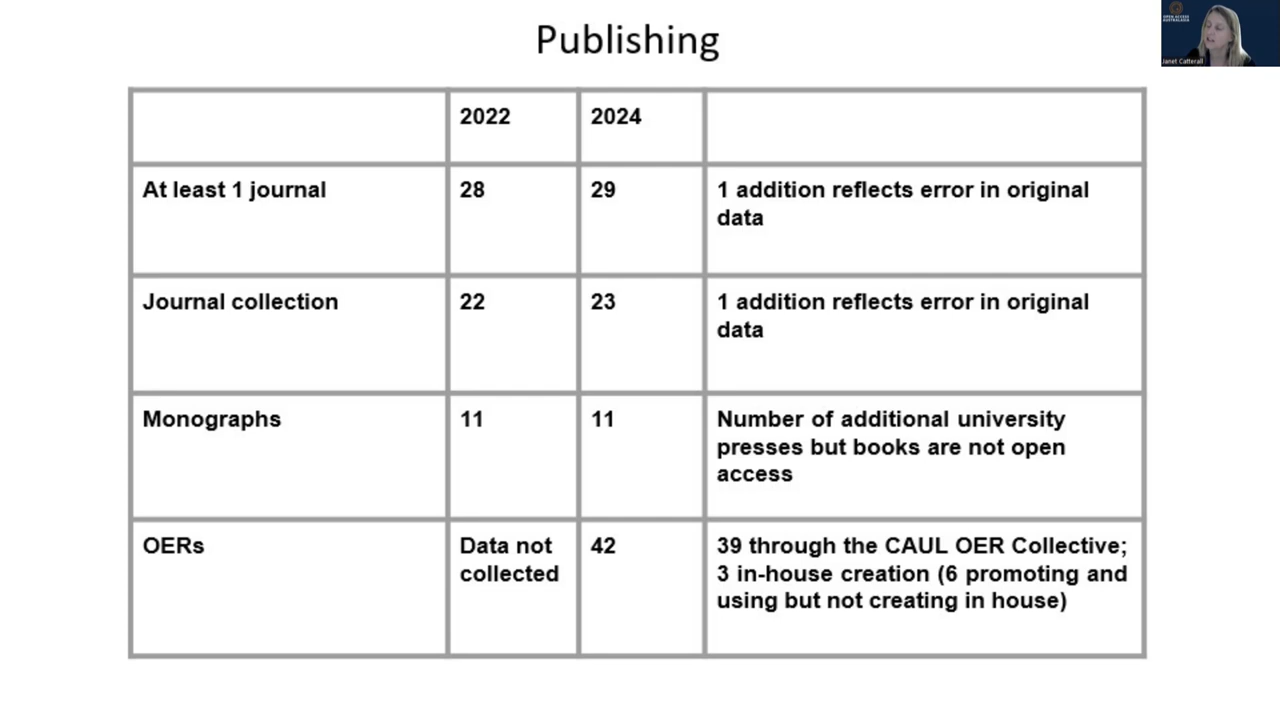 Publishing
OPEN ACCESS
AUSTRALASIA
Janet Catterall
2022 2024
At least 1 journal 28 29 1 addition reflects error in original
data
Journal collection 22 23 1 addition reflects error in original
data
Monographs 11 11 Number of additional university
presses but books are not open
access
OERs Data not 42 39 through the CAUL OER Collective;
collected 3 in-house creation (6 promoting and
using but not creating in house)